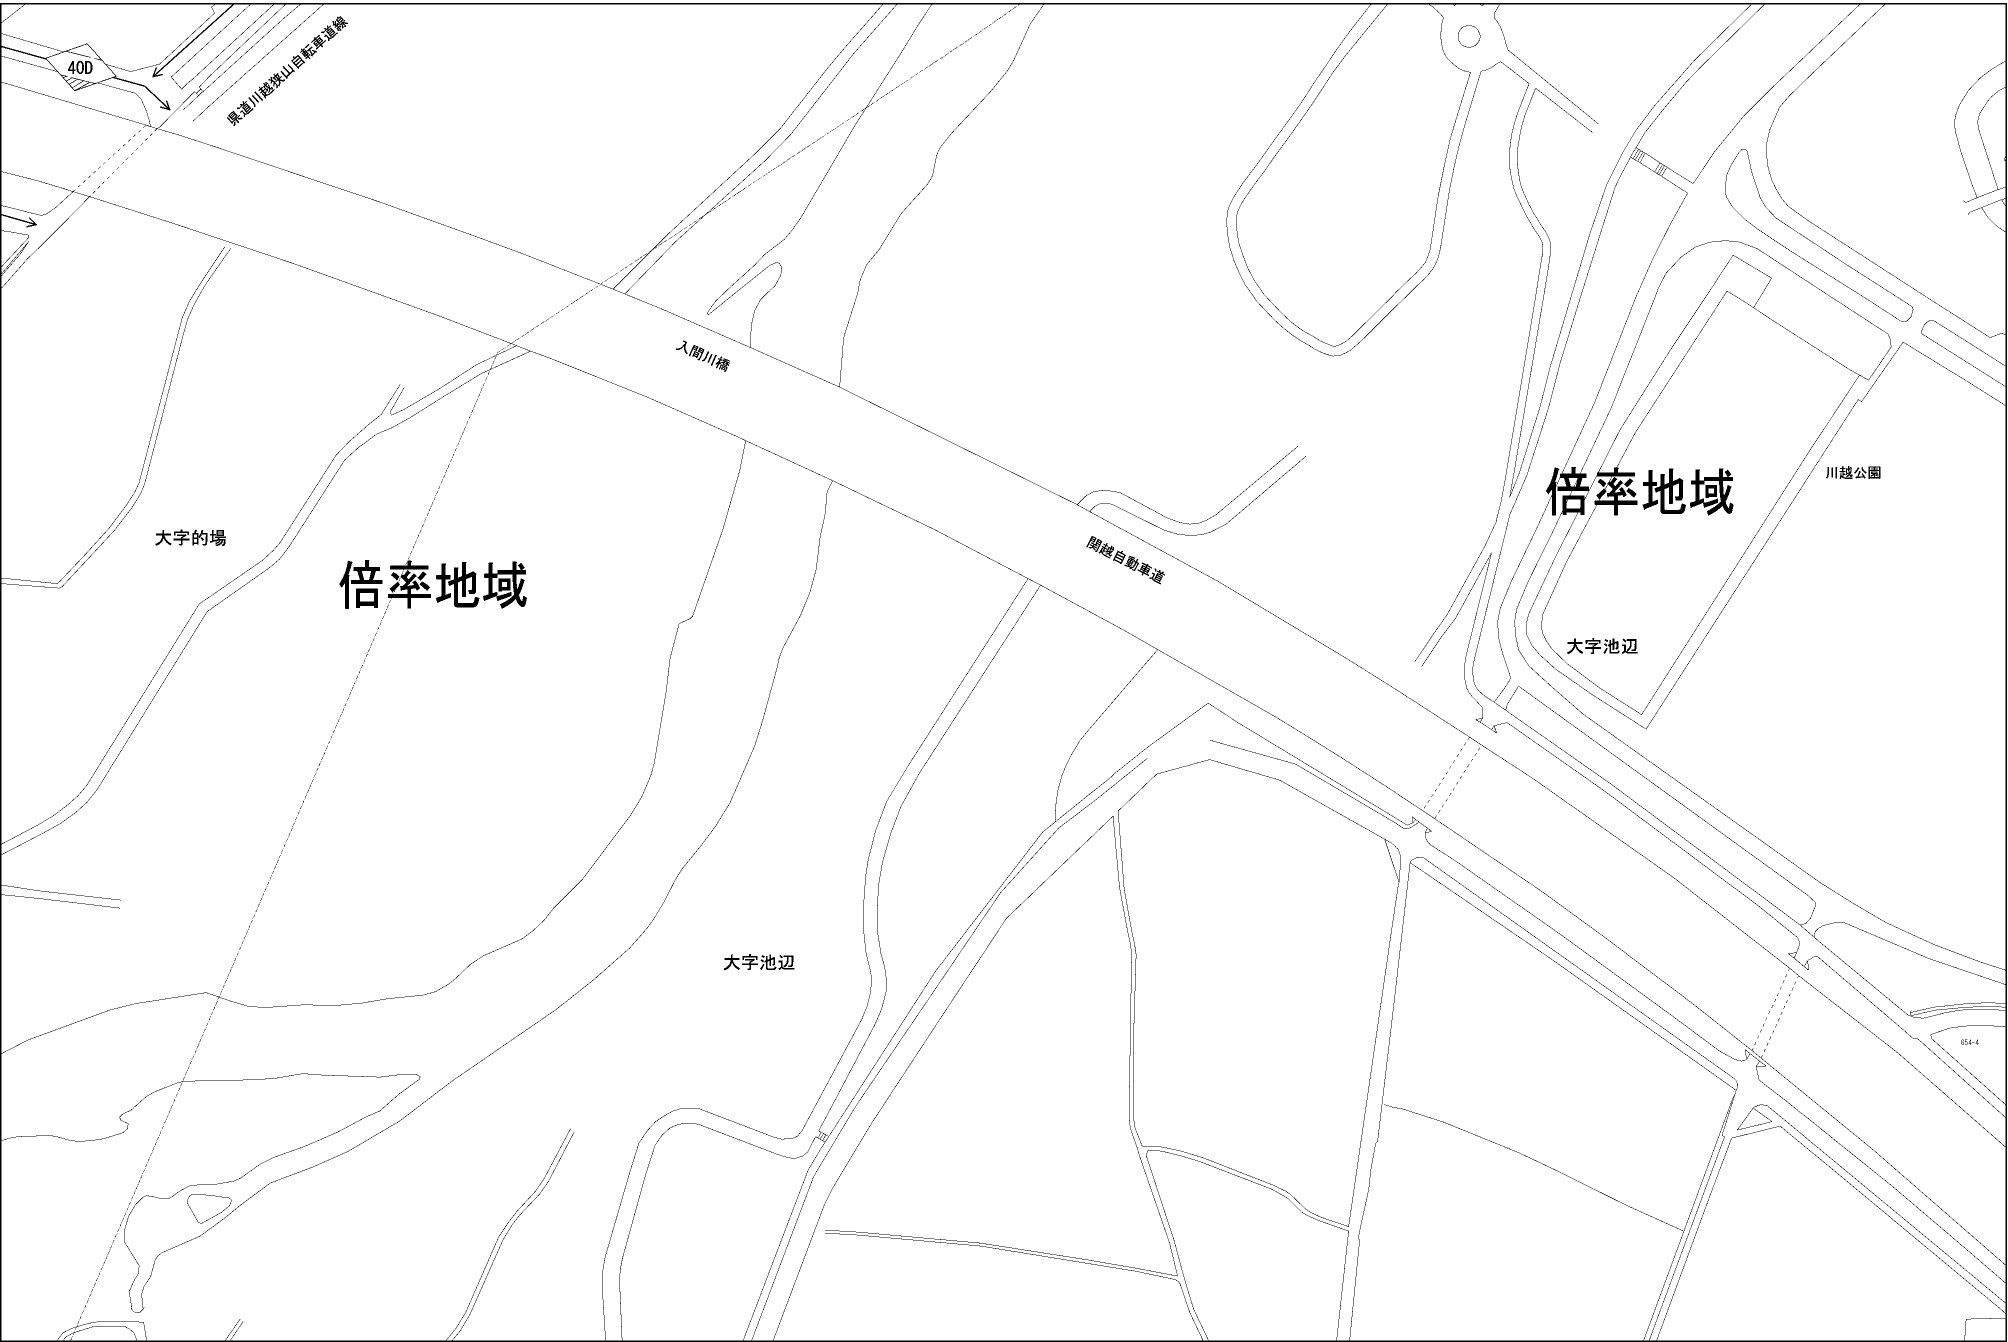 40D
県道川越狭山自転車道線
入間川橋
倍率地域
川越公園
大字的場
関越自動車道
倍率地域
大字池辺
大字池辺
654-4